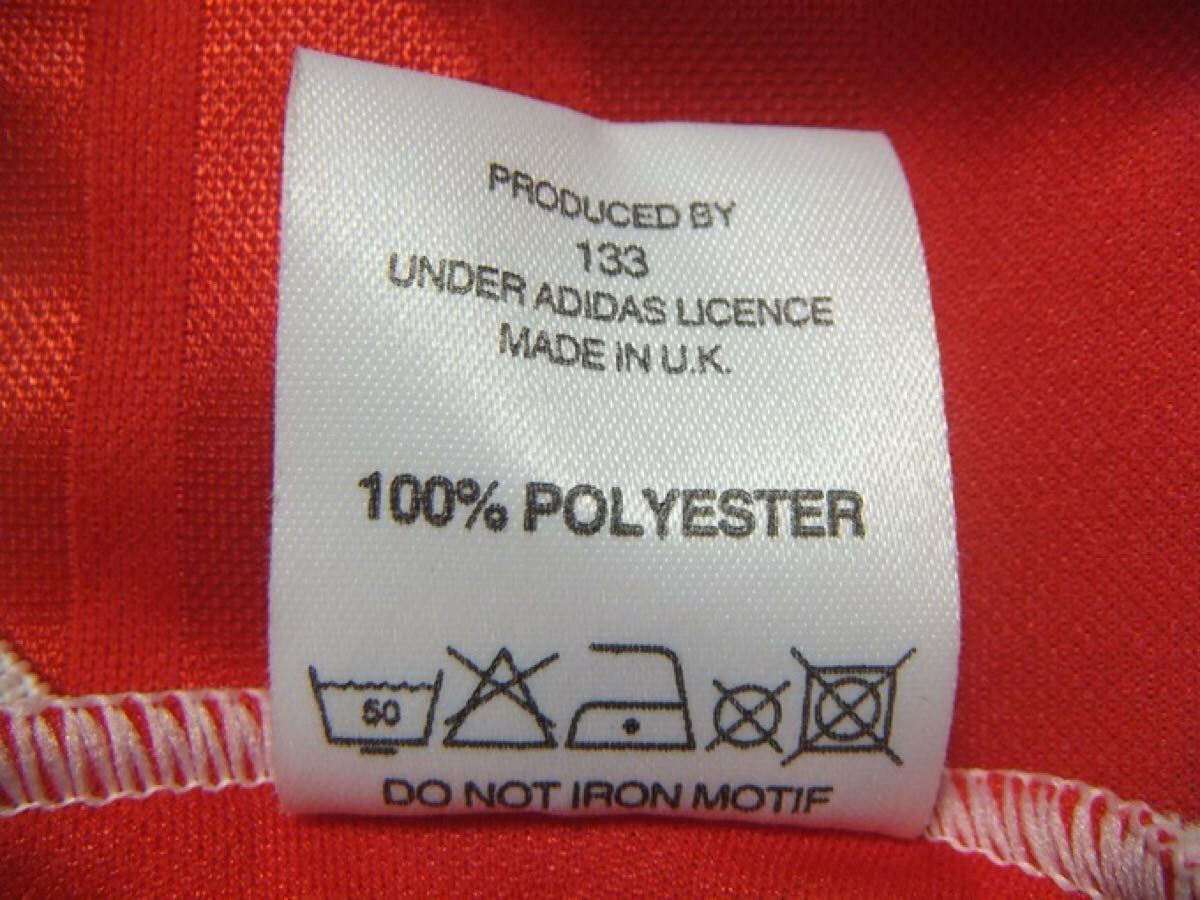 PRODUCED BY
133
UNDER ADIDAS LICENCE
MADE IN U.K.
100% POLYESTER
50
DO NOT IRON MOTIF